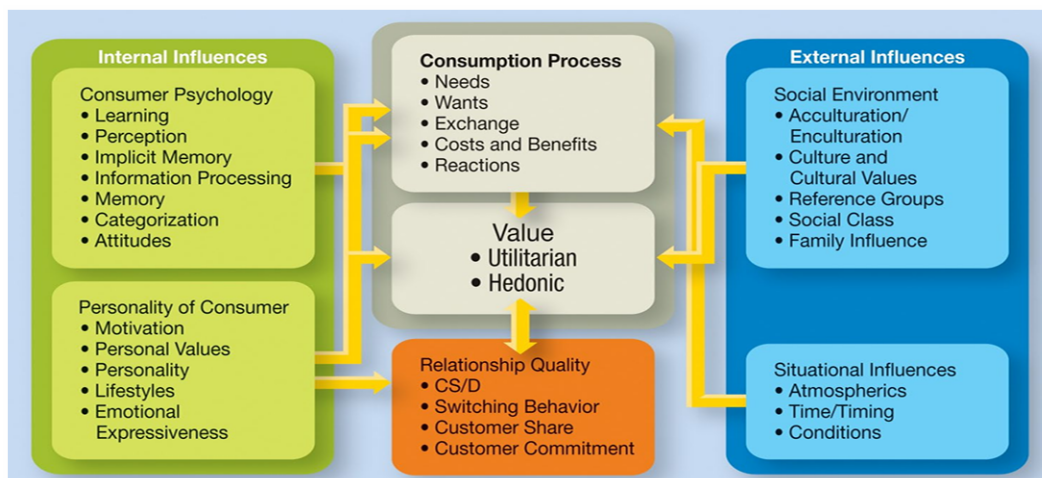 Internal Influences
Consumer Psychology
• Learning
• Perception
• Implicit Memory
• Information Processing
• Memory
• Categorization
• Attitudes
Personality of Consumer
• Motivation
• Personal Values
• Personality
• Lifestyles
• Emotional
Expressiveness
Consumption Process
• Needs
• Wants
• Exchange
• Costs and Benefits
• Reactions
Value
• Utilitarian
• Hedonic
Relationship Quality
• CS/D
• Switching Behavior
• Customer Share
• Customer Commitment
External Influences
Social Environment
• Acculturation/
Enculturation
• Culture and
Cultural Values
• Reference Groups
• Social Class
• Family Influence
Situational Influences
• Atmospherics
• Time/Timing
• Conditions